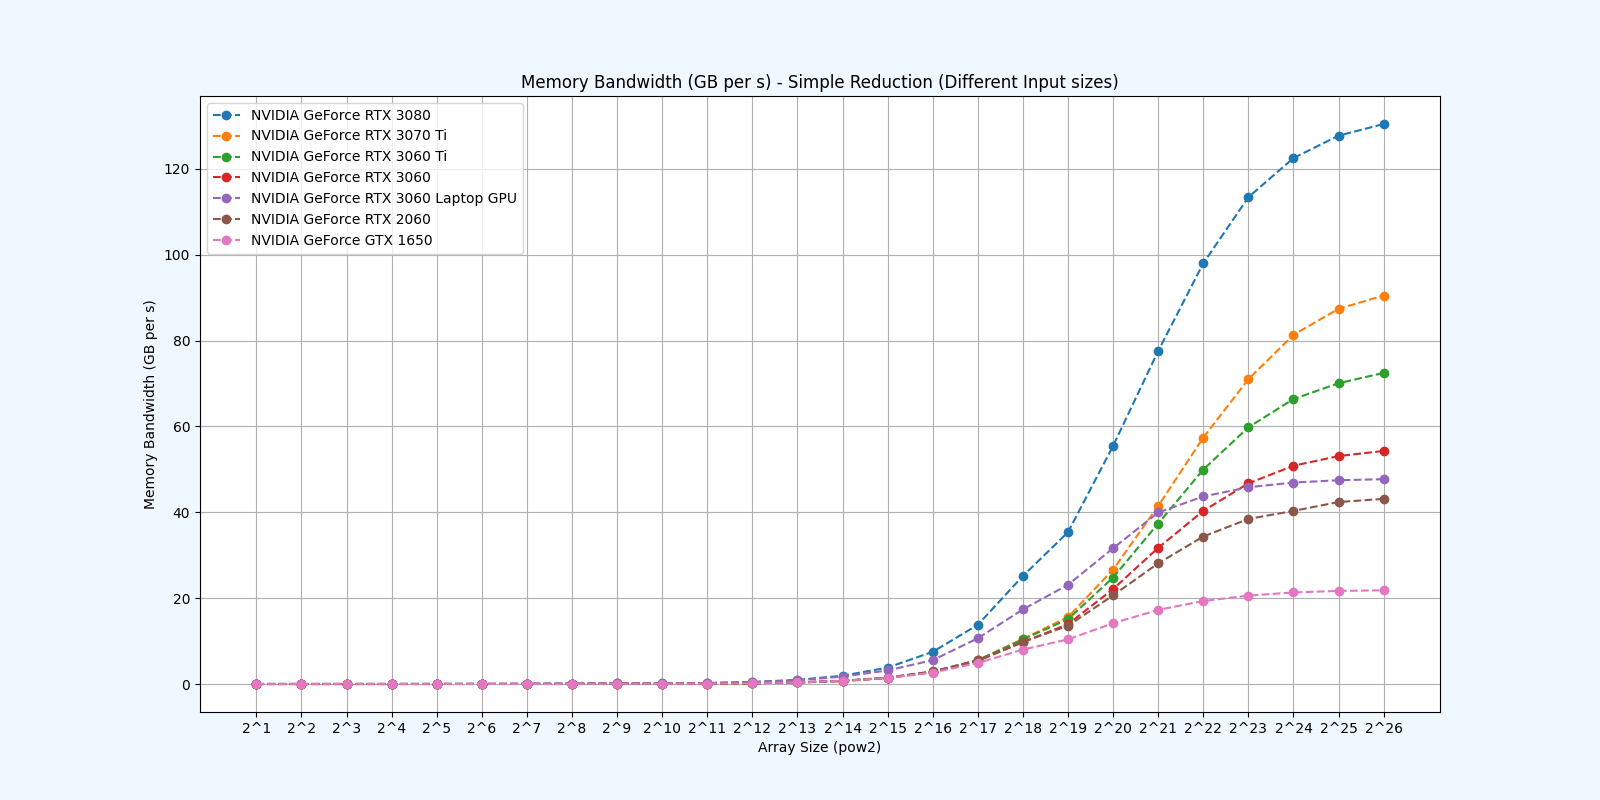 Memory Bandwidth (GB per s) - Simple Reduction (Different Input sizes)
NVIDIA GeForce RTX 3080
NVIDIA GeForce RTX 3070 Ti
NVIDIA GeForce RTX 3060 Ti
NVIDIA GeForce RTX 3060
NVIDIA GeForce RTX 3060 Laptop GPU
NVIDIA GeForce RTX 2060
NVIDIA GeForce GTX 1650
Memory Bandwidth (GB per s)
120
100
80
60
40
20
0
2^1 2^2 2^3 2^4 2^5 2^6 2^7 2^8 2^9 2^10 2^11 2^12 2^13 2^14 2^15 2^16 2^17 2^18 2^19 2^20 2^21 2^22 2^23 2^24 2^25 2^26
Array Size (pow2)